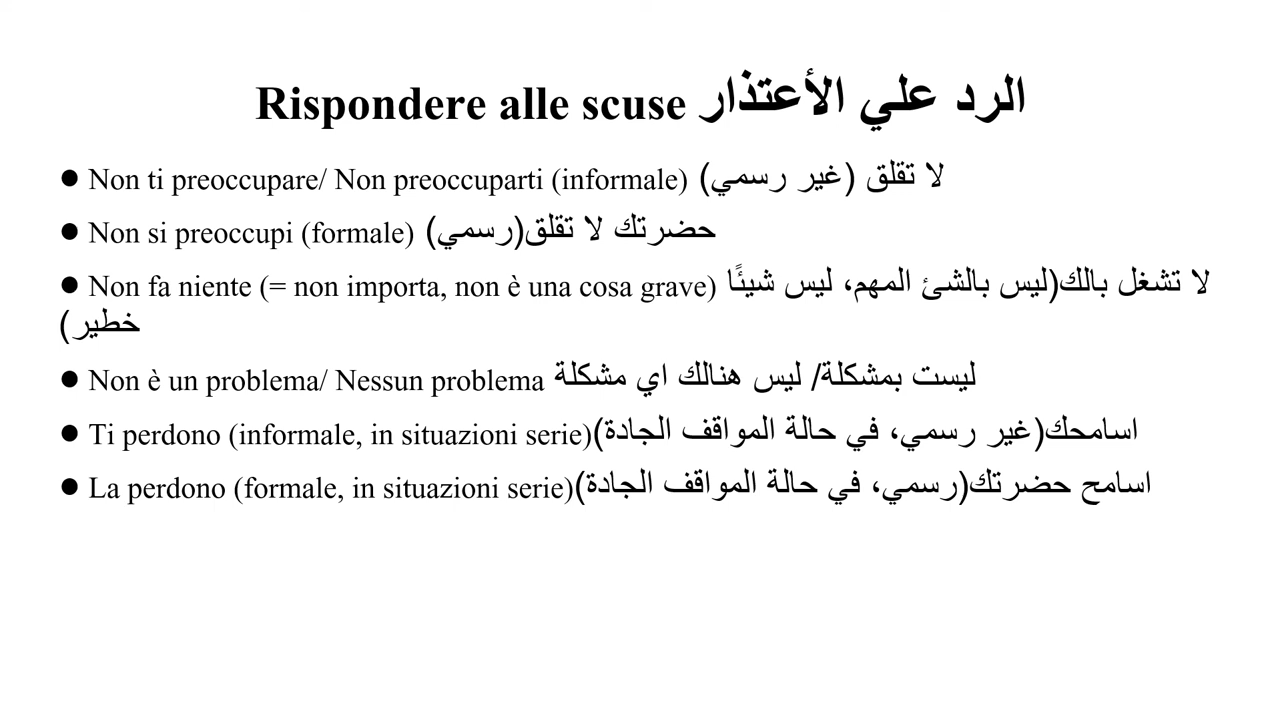 Rispondere alle scuse الرد علي الأعتذار
● Non ti preoccupare/ Non preoccuparti (informale) لا تقلق (غير رسمي)
● Non si preoccupi (formale) حضرتك لا تقلق(رسمي)
● Non fa niente (= non importa, non è una cosa grave) لا تشغل بالك(ليس بالشئ المهم، ليس شيئًا
خطير)
● Non è un problema/ Nessun problema ليست بمشكلة/ ليس هنالك اي مشكلة
● Ti perdono (informale, in situazioni serie)اسامحك(غير رسمي، في حالة المواقف الجادة)
● La perdono (formale, in situazioni serie)اسامح حضرتك(رسمي، في حالة المواقف الجادة)